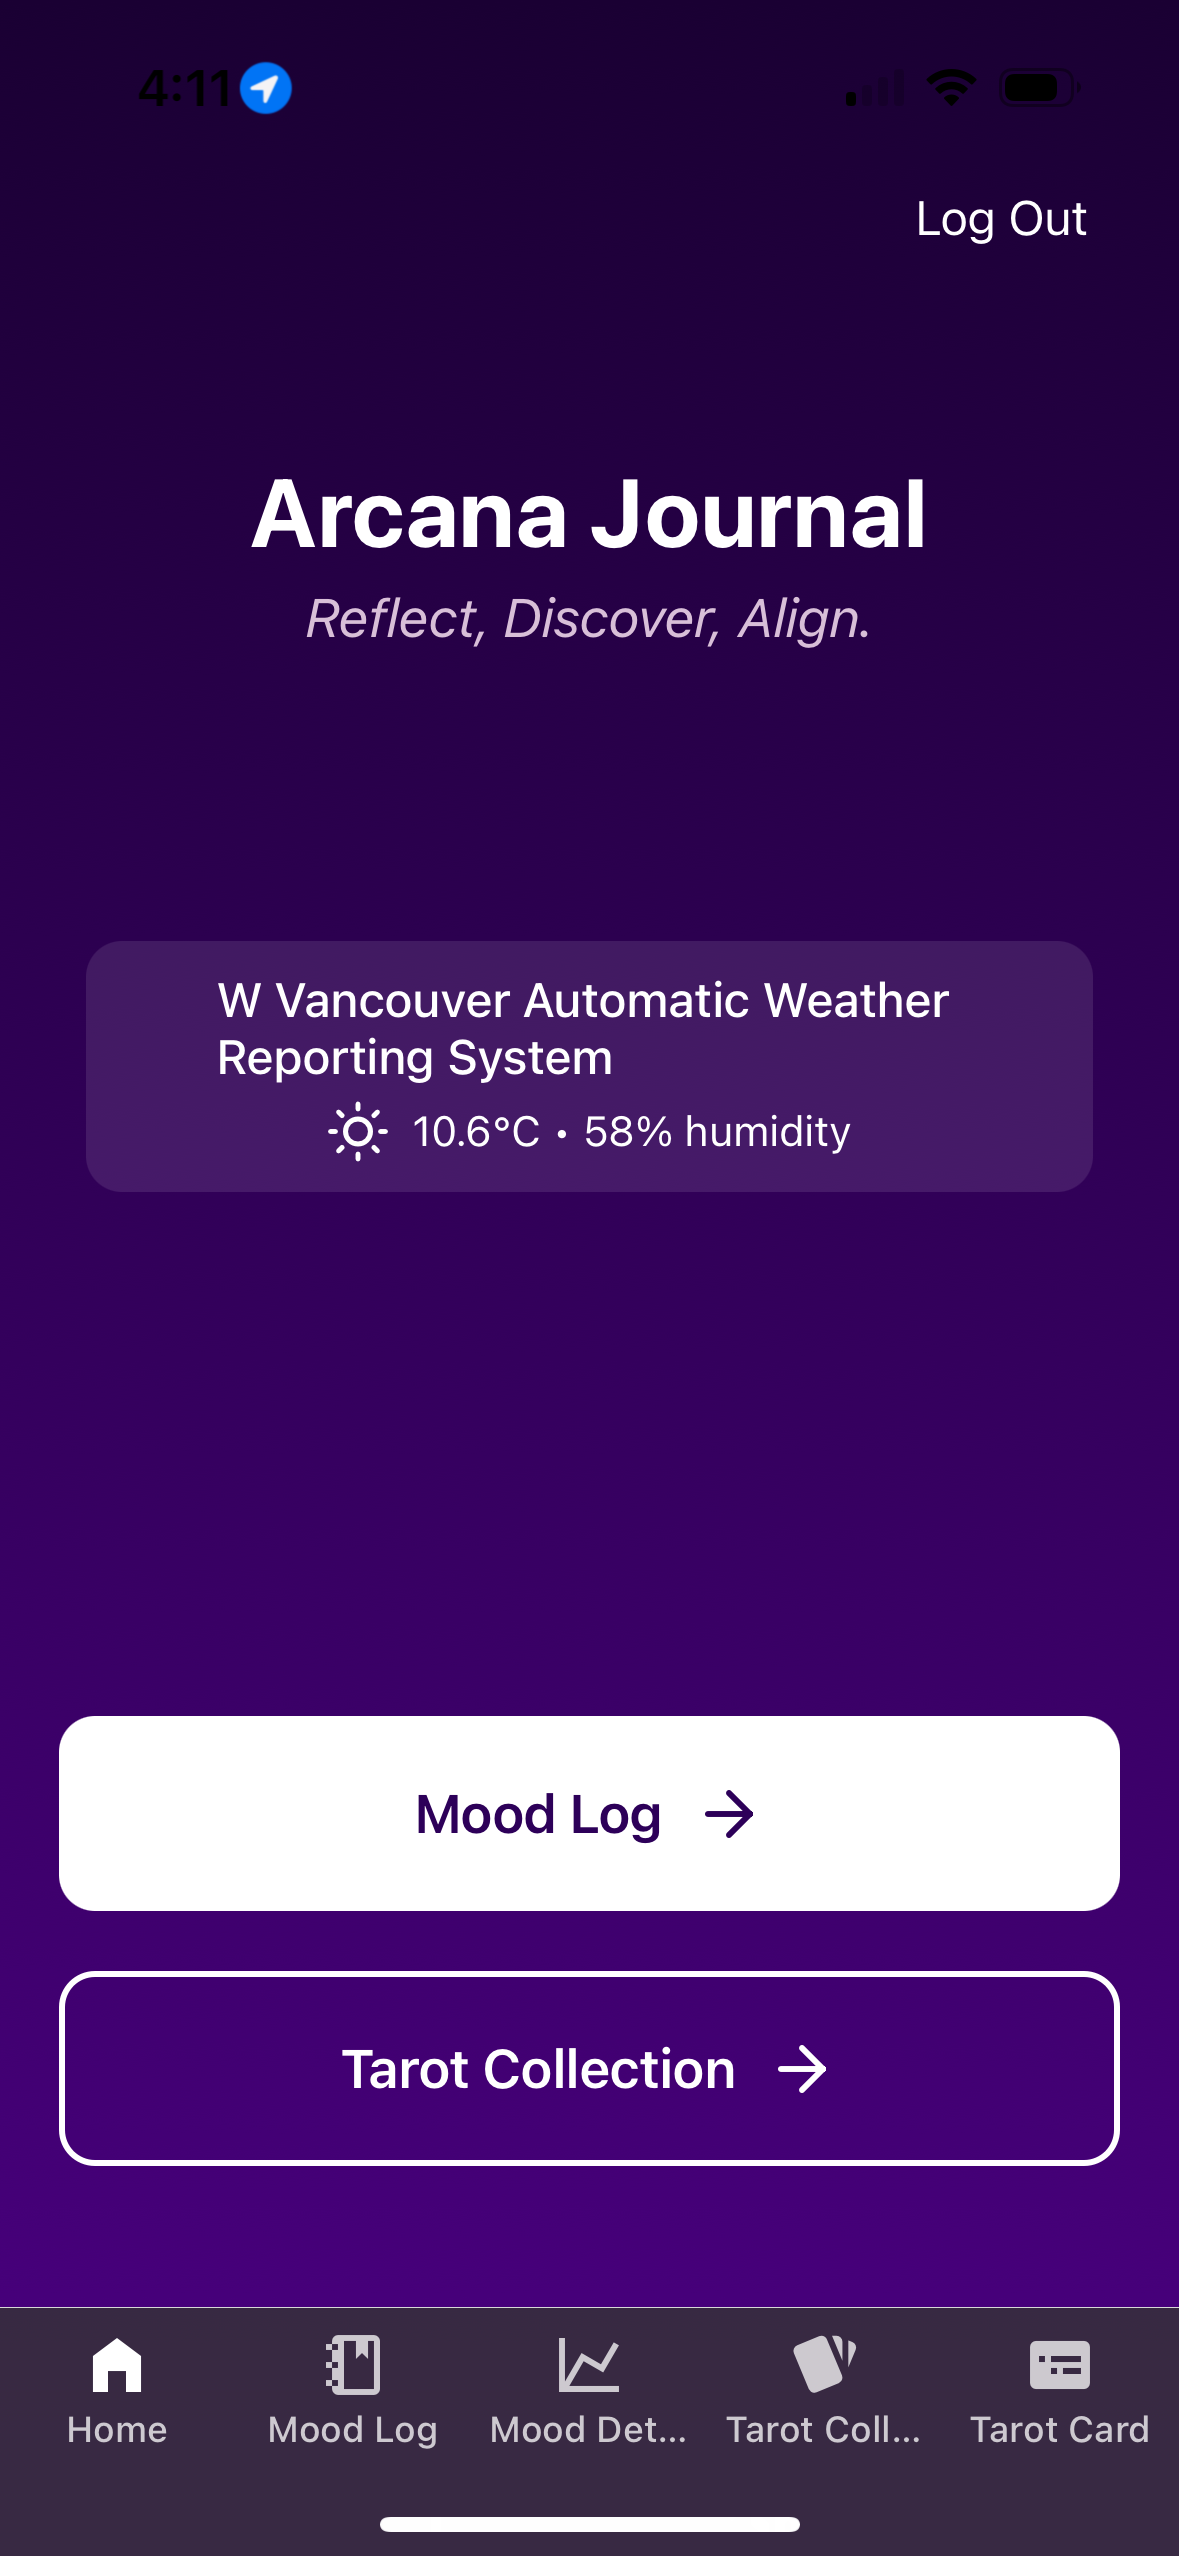 4:11
Log Out
Arcana Journal
Reflect, Discover, Align.
W Vancouver Automatic Weather
Reporting System
10.6°C • 58% humidity
Mood Log
Tarot Collection
Home
Mood Log
Mood Det...
Tarot Coll...
Tarot Card